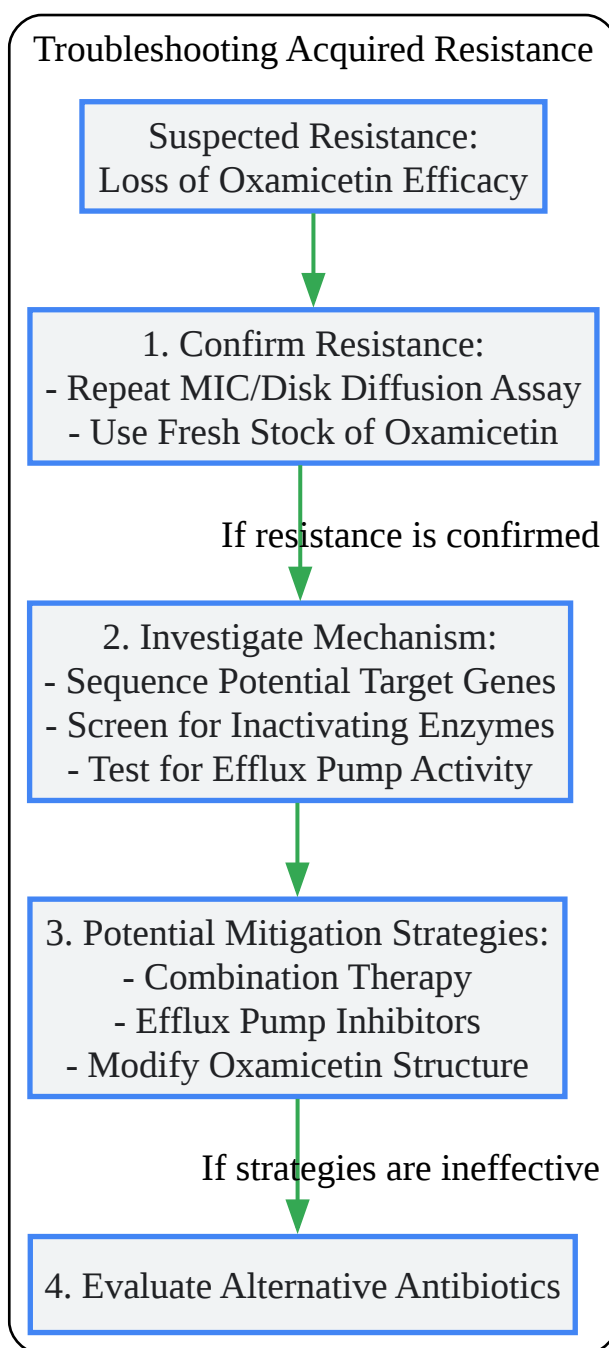 Troubleshooting Acquired Resistance
Suspected Resistance:
Loss of Oxamicetin Efficacy
1. Confirm Resistance:
- Repeat MIC/Disk Diffusion Assay
- Use Fresh Stock of Oxamicetin
If resistance is confirmed
2. Investigate Mechanism:
- Sequence Potential Target Genes
- Screen for Inactivating Enzymes
- Test for Efflux Pump Activity
3. Potential Mitigation Strategies:
- Combination Therapy
- Efflux Pump Inhibitors
- Modify Oxamicetin Structure
If strategies are ineffective
4. Evaluate Alternative Antibiotics